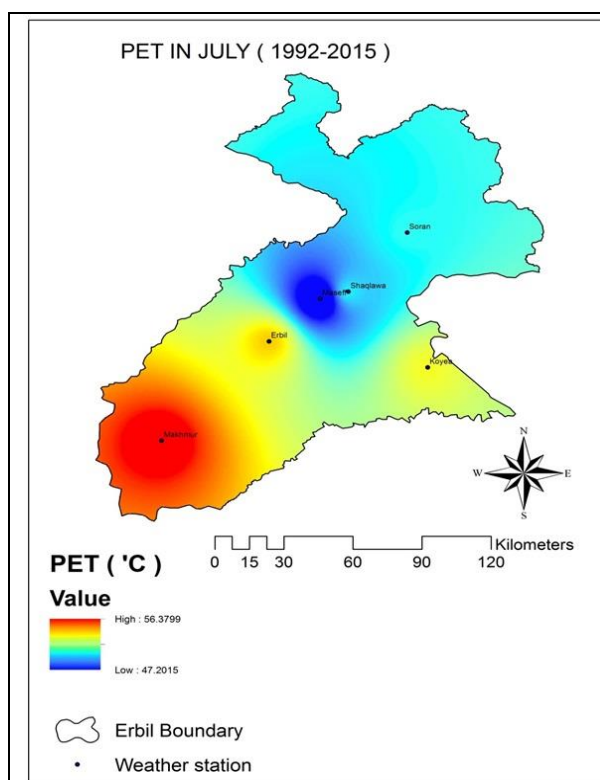 PET IN JULY ( 1992-2015 )
Soran
Shaqlawa
Erbil
Koyea
Makhmur
N
W E
S
Kilometers
0 15 30 60 90 120
PET ( 'C )
Value
High : 56.3799
Low : 47.2015
Erbil Boundary
Weather station